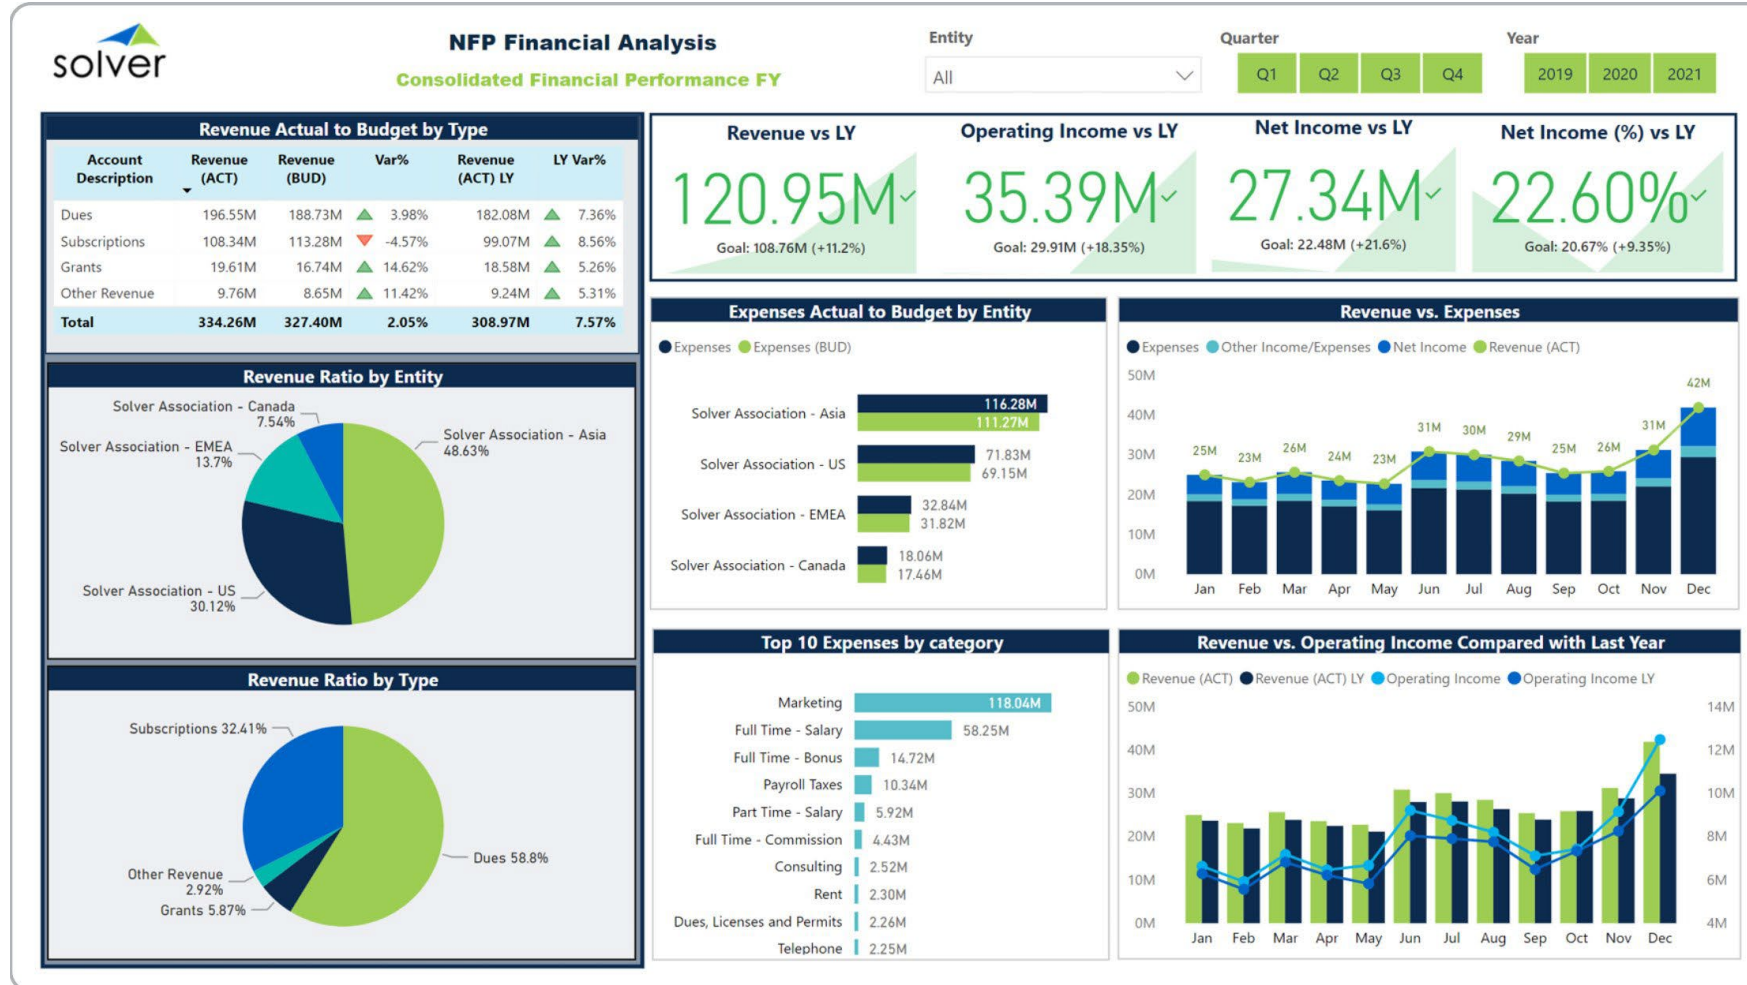 solver
NFP Financial Analysis
Consolidated Financial Performance FY
Entity
All
Quarter
Q1 Q2 Q3 Q4
Year
2019 2020 2021
Revenue Actual to Budget by Type
Account Description Revenue (ACT) Revenue (BUD) Var% Revenue (ACT) LY LY Var%
Dues 196.55M 188.73M 3.98% 182.08M 7.36%
Subscriptions 108.34M 113.28M -4.57% 99.07M 8.56%
Grants 19.61M 16.74M 14.62% 18.58M 5.26%
Other Revenue 9.76M 8.65M 11.42% 9.24M 5.31%
Total 334.26M 327.40M 2.05% 308.97M 7.57%
Revenue vs LY
120.95M
Goal: 108.76M (+11.2%)
Operating Income vs LY
35.39M
Goal: 29.91M (+18.35%)
Net Income vs LY
27.34M
Goal: 22.48M (+21.6%)
Net Income (%) vs LY
22.60%
Goal: 20.67% (+9.35%)
Revenue Ratio by Entity
Solver Association - Canada
7.54%
Solver Association - EMEA
13.7%
Solver Association - Asia
48.63%
Solver Association - US
30.12%
Revenue Ratio by Type
Subscriptions 32.41%
Dues 58.8%
Other Revenue
2.92%
Grants 5.87%
Expenses Actual to Budget by Entity
Expenses Expenses (BUD)
Solver Association - Asia 116.28M
111.27M
Solver Association - US 71.83M
69.15M
Solver Association - EMEA 32.84M
31.82M
Solver Association - Canada 18.06M
17.46M
Top 10 Expenses by category
Marketing 118.04M
Full Time - Salary 58.25M
Full Time - Bonus 14.72M
Payroll Taxes 10.34M
Part Time - Salary 5.92M
Full Time - Commission 4.43M
Consulting 2.52M
Rent 2.30M
Dues, Licenses and Permits 2.26M
Telephone 2.25M
Revenue vs. Expenses
Expenses Other Income/Expenses Net Income Revenue (ACT)
50M
40M
30M
20M
10M
0M
25M 23M 26M 24M 23M 31M 30M 29M 25M 26M 31M 42M
Jan Feb Mar Apr May Jun Jul Aug Sep Oct Nov Dec
Revenue vs. Operating Income Compared with Last Year
Revenue (ACT) Revenue (ACT) LY Operating Income Operating Income LY
50M 14M
40M 12M
30M 10M
20M 8M
10M 6M
0M 4M
Jan Feb Mar Apr May Jun Jul Aug Sep Oct Nov Dec